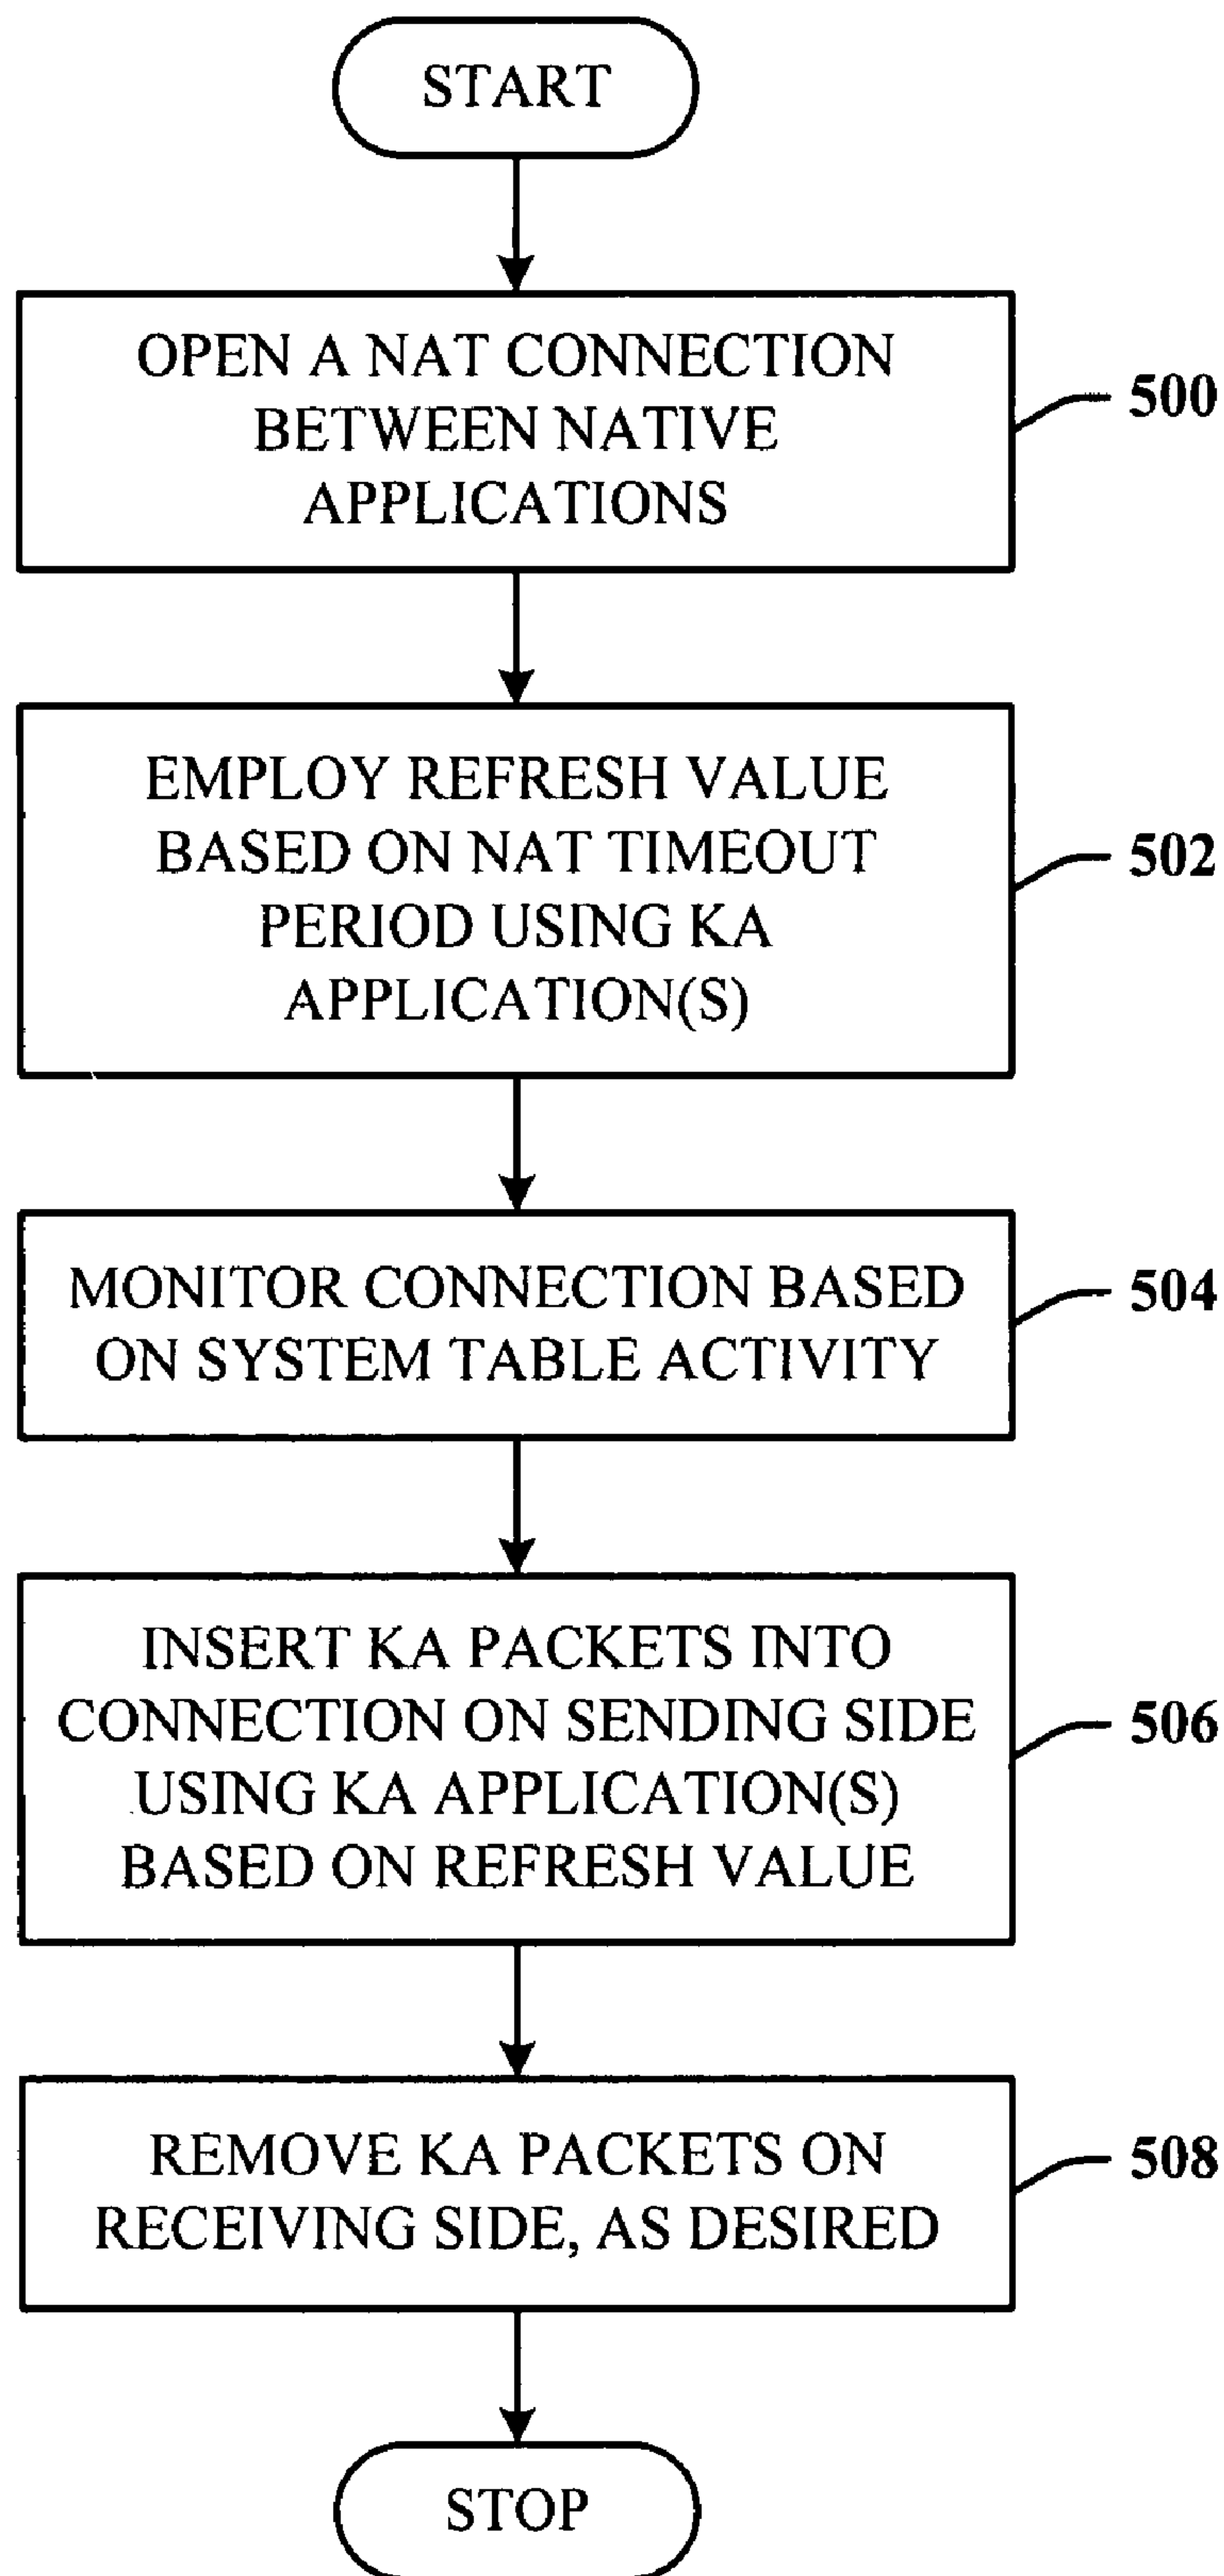 START
OPEN A NAT CONNECTION
BETWEEN NATIVE
APPLICATIONS
500
EMPLOY REFRESH VALUE
BASED ON NAT TIMEOUT
PERIOD USING KA
APPLICATION(S)
502
MONITOR CONNECTION BASED
ON SYSTEM TABLE ACTIVITY
504
INSERT KA PACKETS INTO
CONNECTION ON SENDING SIDE
USING KA APPLICATION(S)
BASED ON REFRESH VALUE
506
REMOVE KA PACKETS ON
RECEIVING SIDE, AS DESIRED
508
STOP